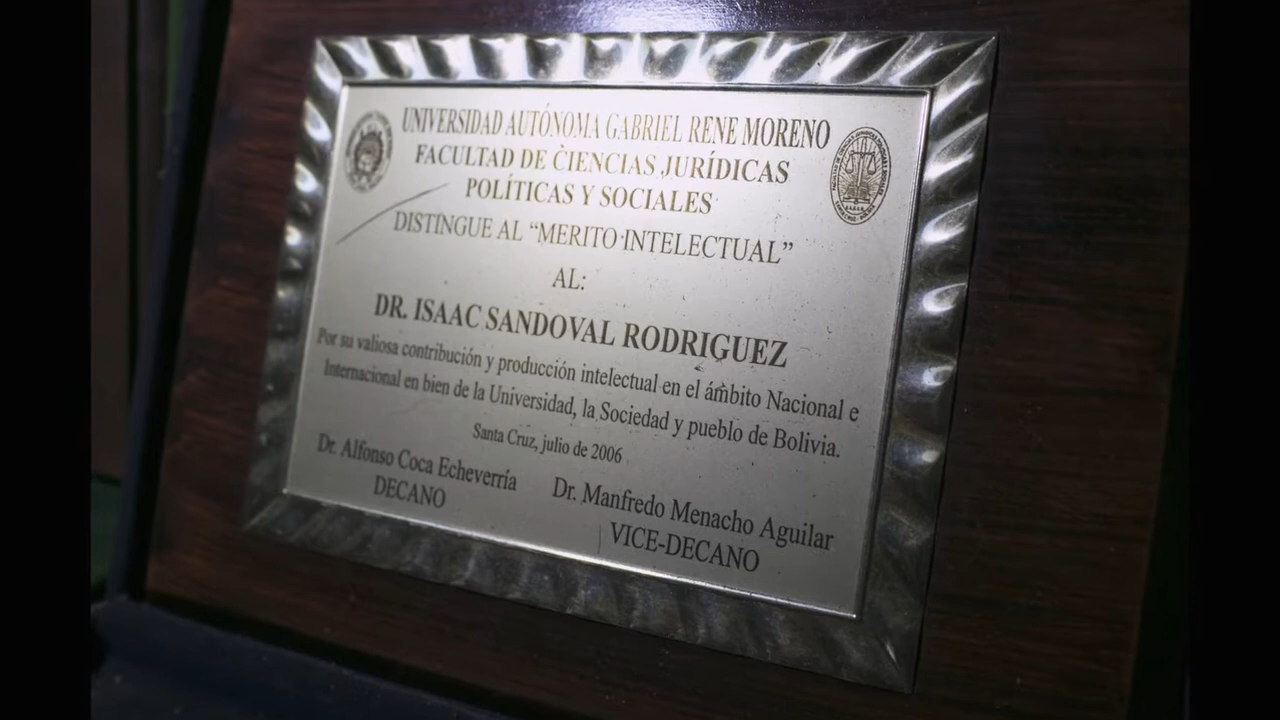 UNIVERSIDAD AUTÓNOMA GABRIEL RENE MORENO
FACULTAD DE CIENCIAS JURÍDICAS
POLÍTICAS Y SOCIALES
DISTINGUE AL “MERITO INTELECTUAL”
AL:
DR. ISAAC SANDOVAL RODRIGUEZ
Por su valiosa contribución y producción intelectual en el ámbito Nacional e
Internacional en bien de la Universidad, la Sociedad y pueblo de Bolivia.
Santa Cruz, julio de 2006
Dr. Alfonso Coca Echeverría
DECANO
Dr. Manfredo Menacho Aguilar
VICE-DECANO